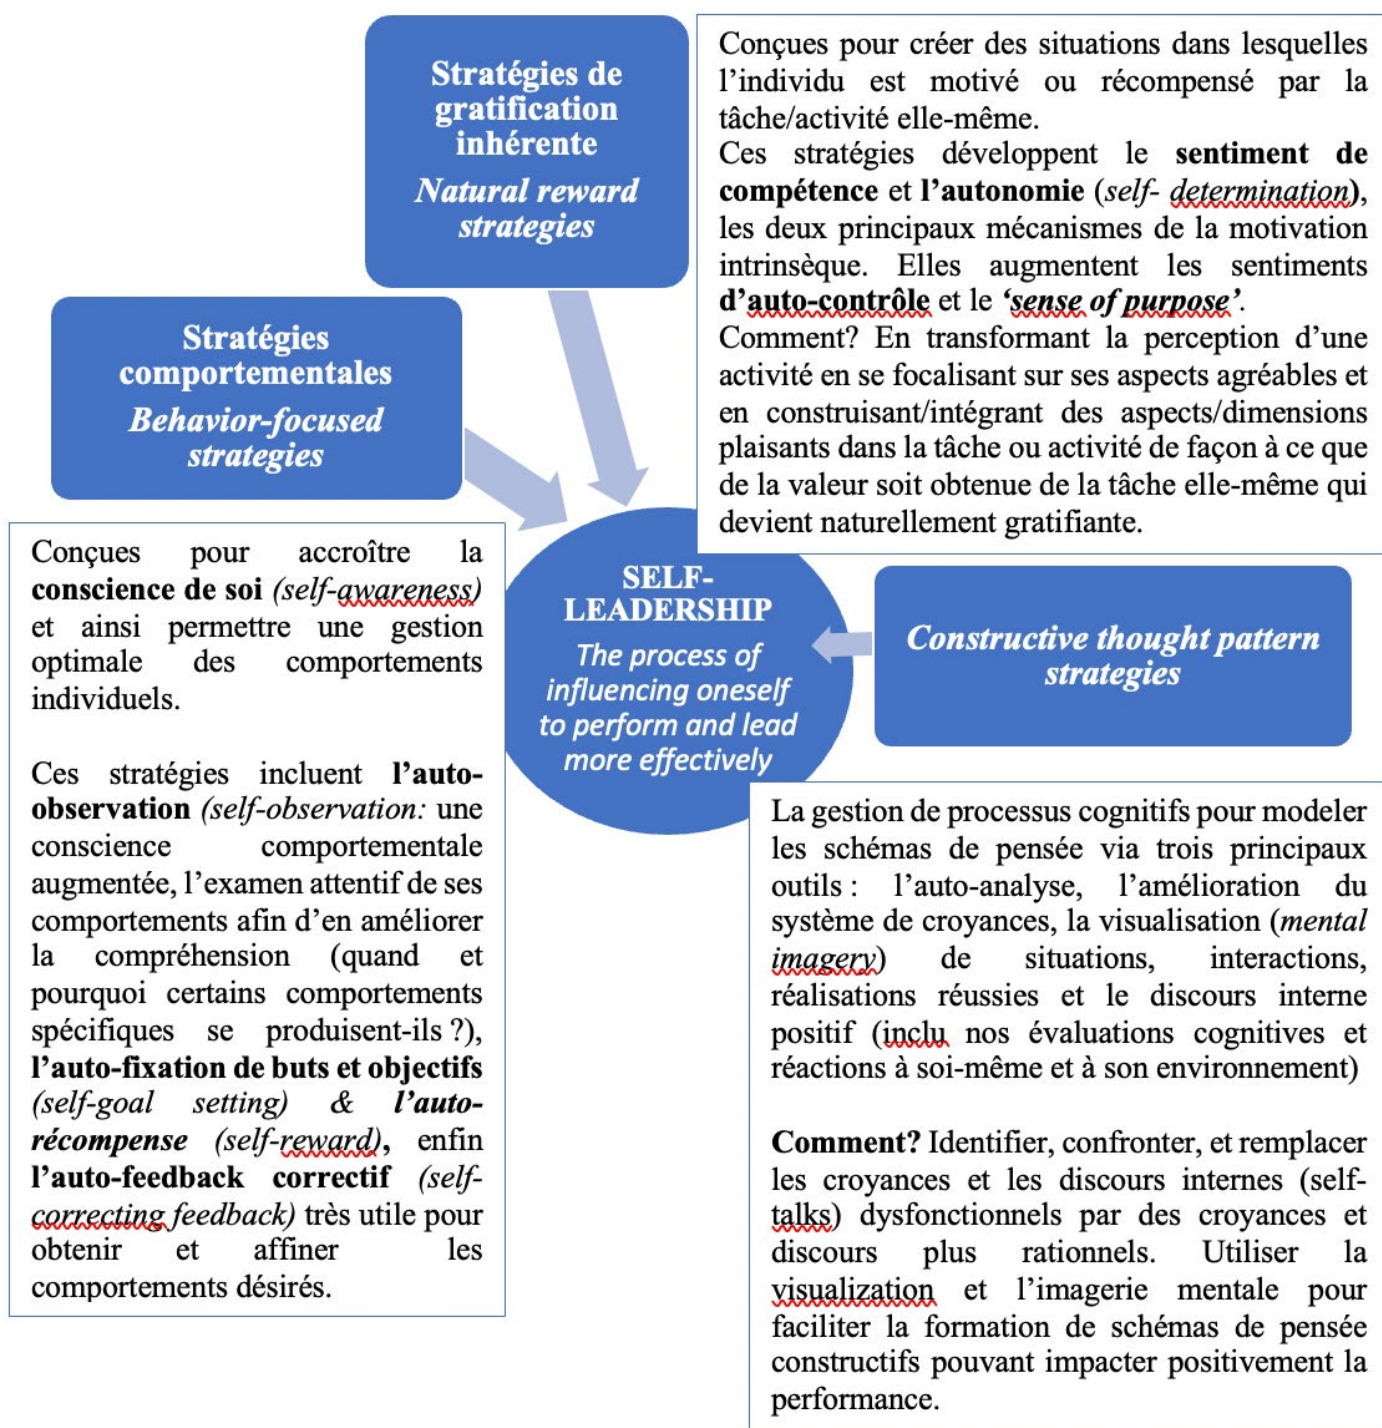 Stratégies de
gratification
inhérente
Natural reward
strategies
Conçues pour créer des situations dans lesquelles
l’individu est motivé ou récompensé par la
tâche/activité elle-même.
Ces stratégies développent le sentiment de
compétence et l’autonomie (self- determination),
les deux principaux mécanismes de la motivation
intrinsèque. Elles augmentent les sentiments
d’auto-contrôle et le ‘sense of purpose’.
Comment? En transformant la perception d’une
activité en se focalisant sur ses aspects agréables et
en construisant/intégrant des aspects/dimensions
plaisants dans la tâche ou activité de façon à ce que
de la valeur soit obtenue de la tâche elle-même qui
devient naturellement gratifiante.
Stratégies
comportementales
Behavior-focused
strategies
Conçues pour accroître la
conscience de soi (self-awareness)
et ainsi permettre une gestion
optimale des comportements
individuels.
Ces stratégies incluent l’auto-
observation (self-observation: une
conscience comportementale
augmentée, l’examen attentif de ses
comportements afin d’en améliorer
la compréhension (quand et
pourquoi certains comportements
spécifiques se produisent-ils ?),
l’auto-fixation de buts et objectifs
(self-goal setting) & l’auto-
récompense (self-reward), enfin
l’auto-feedback correctif (self-
correcting feedback) très utile pour
obtenir et affiner les
comportements désirés.
SELF-
LEADERSHIP
The process of
influencing oneself
to perform and lead
more effectively
Constructive thought pattern
strategies
La gestion de processus cognitifs pour modeler
les schémas de pensée via trois principaux
outils : l’auto-analyse, l’amélioration du
système de croyances, la visualisation (mental
imagery) de situations, interactions,
réalisations réussies et le discours interne
positif (inclu nos évaluations cognitives et
réactions à soi-même et à son environnement)
Comment? Identifier, confronter, et remplacer
les croyances et les discours internes (self-
talks) dysfonctionnels par des croyances et
discours plus rationnels. Utiliser la
visualization et l’imagerie mentale pour
faciliter la formation de schémas de pensée
constructifs pouvant impacter positivement la
performance.